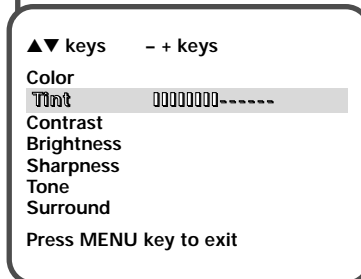 ▲▼ keys – + keys
Color
Tint ▯▯▯▯▯▯▯▯------
Contrast
Brightness
Sharpness
Tone
Surround
Press MENU key to exit